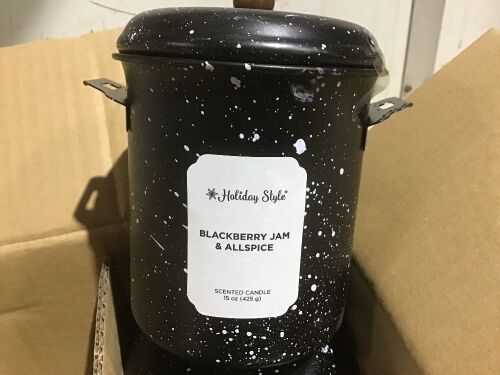 Holiday Style®
BLACKBERRY JAM
& ALLSPICE
SCENTED CANDLE
15 oz (425 g)